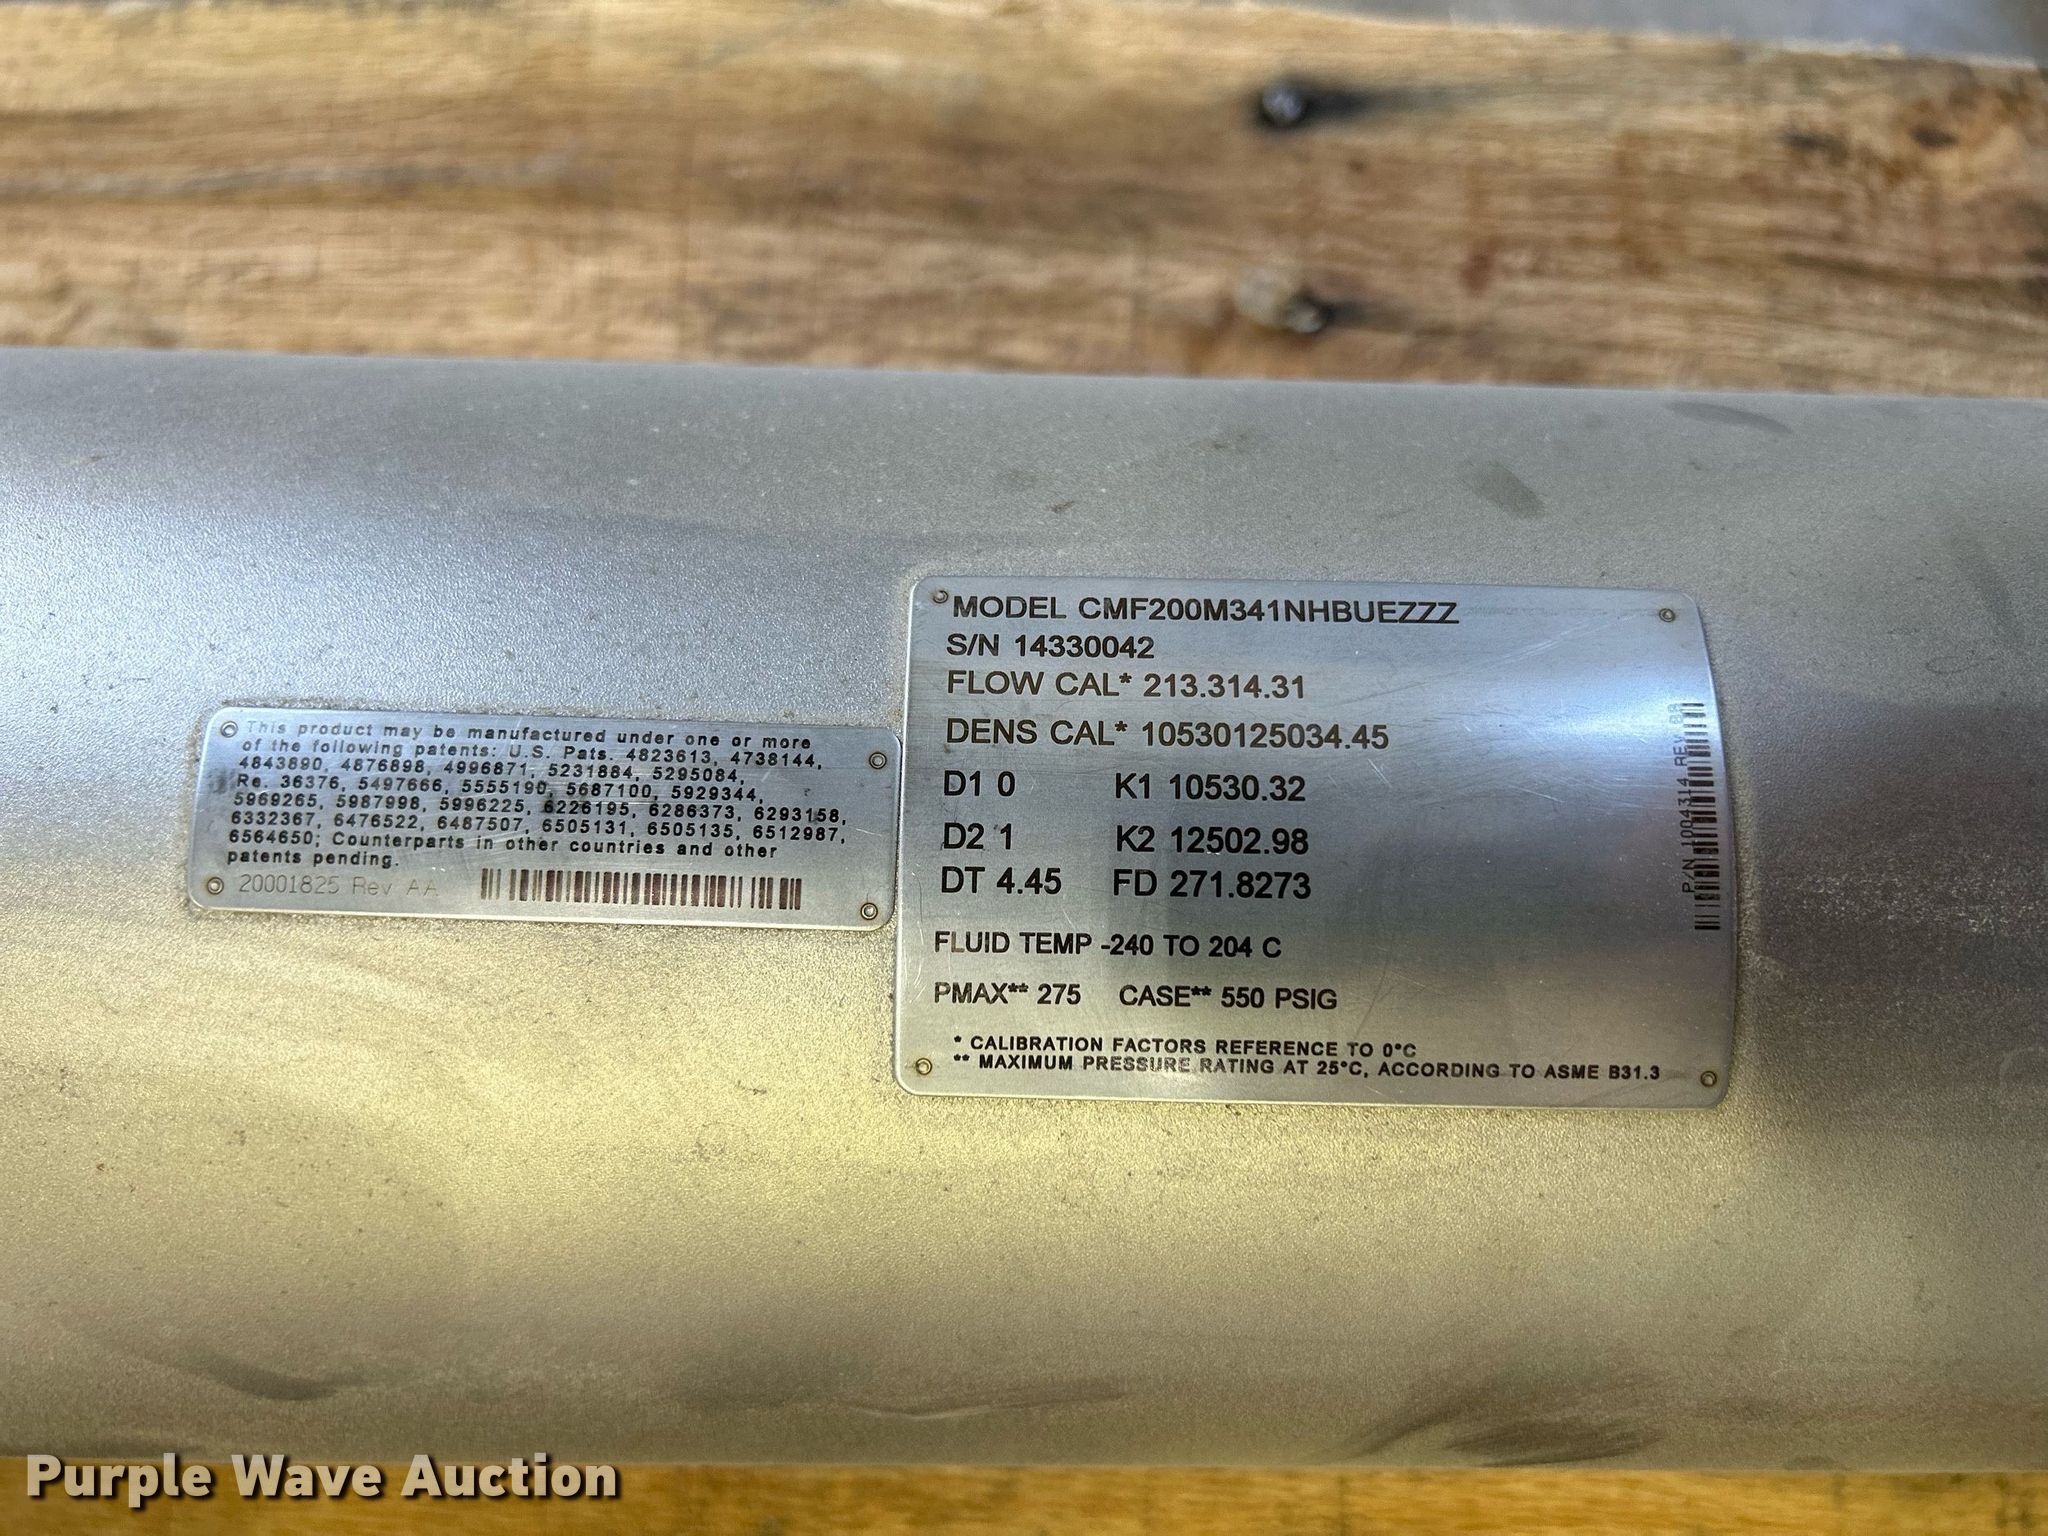 This product may be manufactured under one or more
of the following patents: U.S. Pats. 4823613, 4738144,
4843890, 4876898, 4996871, 5231884, 5295084,
Re. 36376, 5497666, 5555190, 5687100, 5929344,
5969265, 5987998, 5996225, 6226195, 6286373, 6293158,
6332367, 6476522, 6487507, 6505131, 6505135, 6512987,
6564650; Counterparts in other countries and other
patents pending.
20001825 Rev AA
MODEL CMF200M341NHBUEZZZ
S/N 14330042
FLOW CAL* 213.314.31
DENS CAL* 10530125034.45
D1 0 K1 10530.32
D2 1 K2 12502.98
DT 4.45 FD 271.8273
FLUID TEMP -240 TO 204 C
PMAX** 275 CASE** 550 PSIG
* CALIBRATION FACTORS REFERENCE TO 0°C
** MAXIMUM PRESSURE RATING AT 25°C, ACCORDING TO ASME B31.3
P/N 1004314 REV
Purple Wave Auction